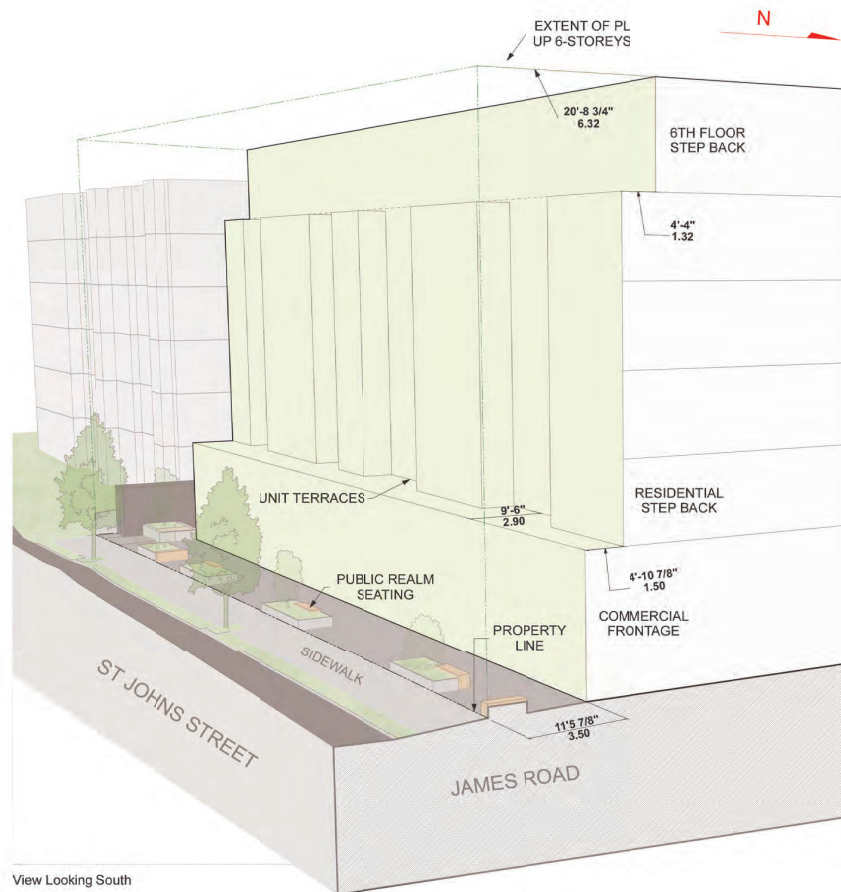 N
EXTENT OF PL
UP 6-STOREYS
20'-8 3/4"
6.32
6TH FLOOR
STEP BACK
4'-4"
1.32
UNIT TERRACES
9'-6"
2.90
RESIDENTIAL
STEP BACK
4'-10 7/8"
1.50
PUBLIC REALM
SEATING
PROPERTY
LINE
COMMERCIAL
FRONTAGE
SIDEWALK
ST JOHNS STREET
11'5 7/8"
3.50
JAMES ROAD
View Looking South